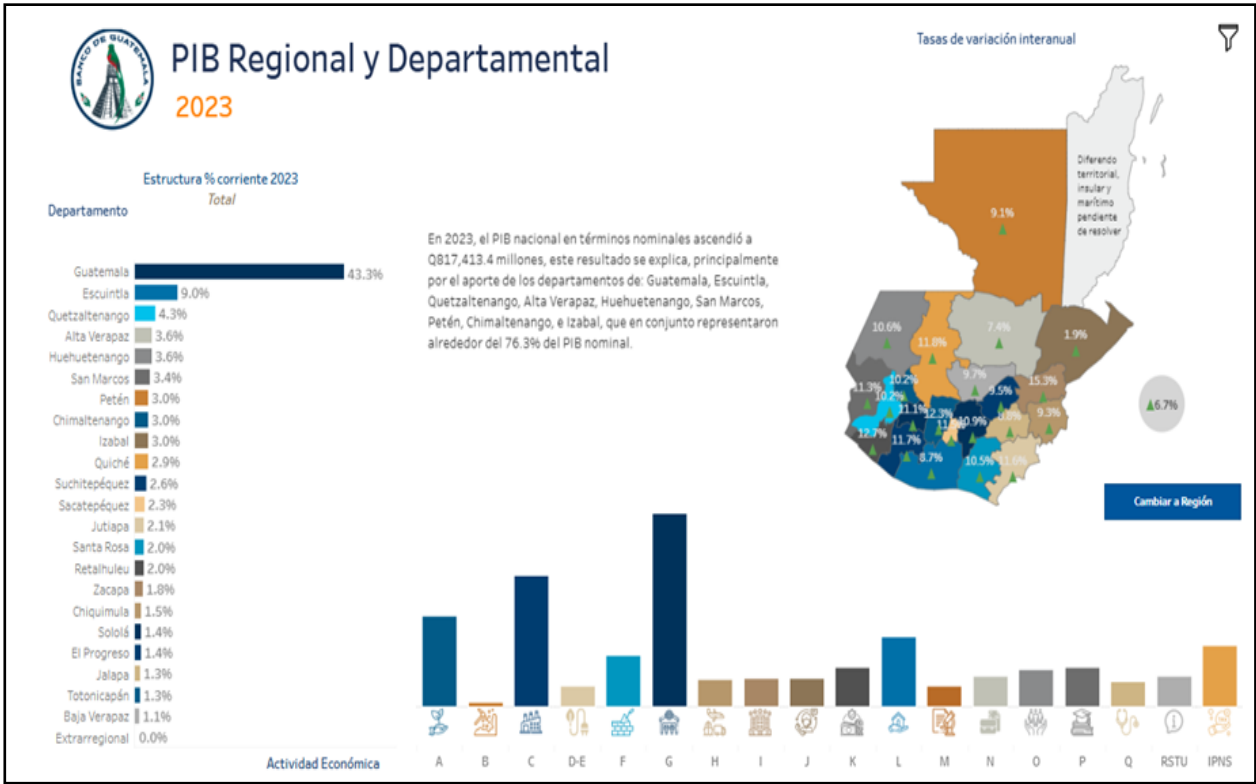 BANCO DE GUATEMALA
PIB Regional y Departamental
2023
Estructura % corriente 2023
Total
Departamento
Guatemala 43.3%
Escuintla 9.0%
Quetzaltenango 4.3%
Alta Verapaz 3.6%
Huehuetenango 3.6%
San Marcos 3.4%
Petén 3.0%
Chimaltenango 3.0%
Izabal 3.0%
Quiché 2.9%
Suchitepéquez 2.6%
Sacatepéquez 2.3%
Jutiapa 2.1%
Santa Rosa 2.0%
Retalhuleu 2.0%
Zacapa 1.8%
Chiquimula 1.5%
Sololá 1.4%
El Progreso 1.4%
Jalapa 1.3%
Totonicapán 1.3%
Baja Verapaz 1.1%
Extrarregional 0.0%
En 2023, el PIB nacional en términos nominales ascendió a
Q817,413.4 millones, este resultado se explica, principalmente
por el aporte de los departamentos de: Guatemala, Escuintla,
Quetzaltenango, Alta Verapaz, Huehuetenango, San Marcos,
Petén, Chimaltenango, e Izabal, que en conjunto representaron
alrededor del 76.3% del PIB nominal.
Tasas de variación interanual
Diferendo
territorial,
insular y
marítimo
pendiente
de resolver
9.1%
10.6%
11.8%
7.4%
1.9%
9.7%
10.2%
11.3%
10.2%
9.5%
15.3%
11.1%
12.3%
10.9%
9.3%
12.7%
11.7%
8.7%
10.5%
11.6%
6.7%
Cambiar a Región
Actividad Económica
A B C D-E F G H I J K L M N O P Q RSTU IPNS